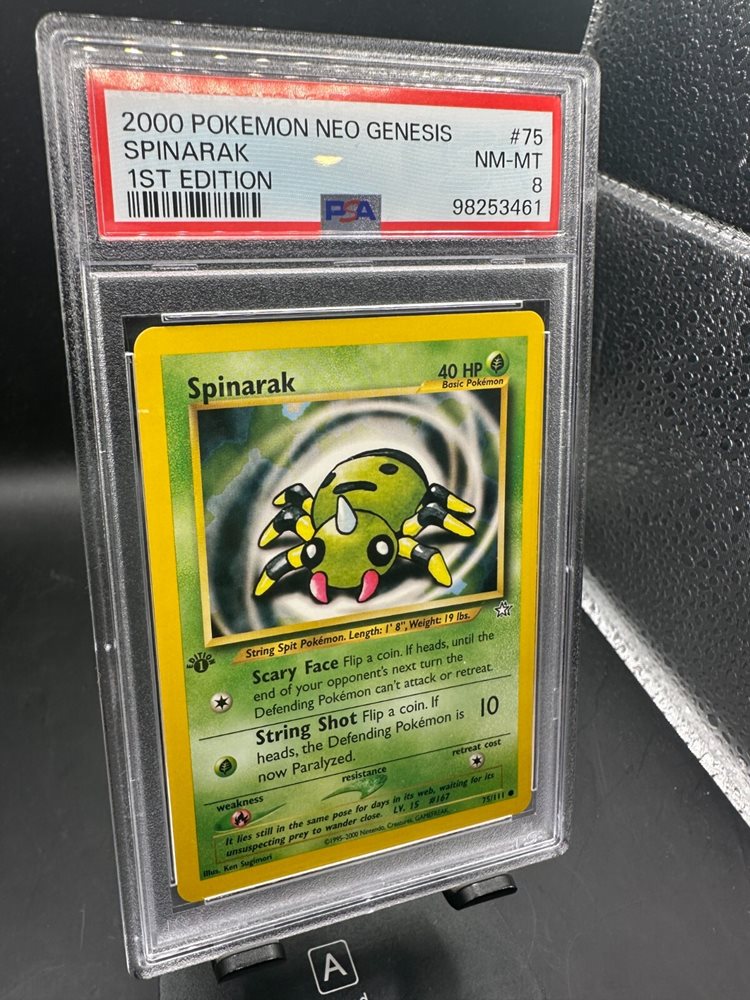 2000 POKEMON NEO GENESIS #75
SPINARAK NM-MT
1ST EDITION 8
PSA 98253461
Spinarak 40 HP
Basic Pokémon
String Spit Pokémon. Length: 1' 8", Weight: 19 lbs.
EDITION
1
Scary Face Flip a coin. If heads, until the
end of your opponent's next turn the
Defending Pokémon can't attack or retreat.
String Shot Flip a coin. If
heads, the Defending Pokémon is 10
now Paralyzed.
weakness resistance retreat cost
It lies still in the same pose for days in its web, waiting for its
unsuspecting prey to wander close. LV. 15 #167
Illus. Ken Sugimori ©1995-2000 Nintendo, Creatures, GAMEFREAK. 75/111
A